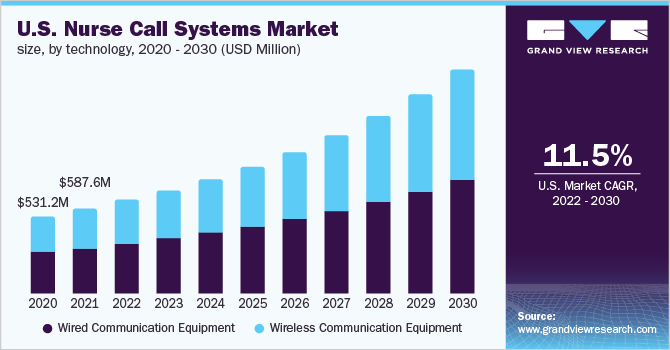 U.S. Nurse Call Systems Market
size, by technology, 2020 - 2030 (USD Million)
$531.2M
$587.6M
2020 2021 2022 2023 2024 2025 2026 2027 2028 2029 2030
Wired Communication Equipment Wireless Communication Equipment
GRAND VIEW RESEARCH
11.5%
U.S. Market CAGR,
2022 - 2030
Source:
www.grandviewresearch.com